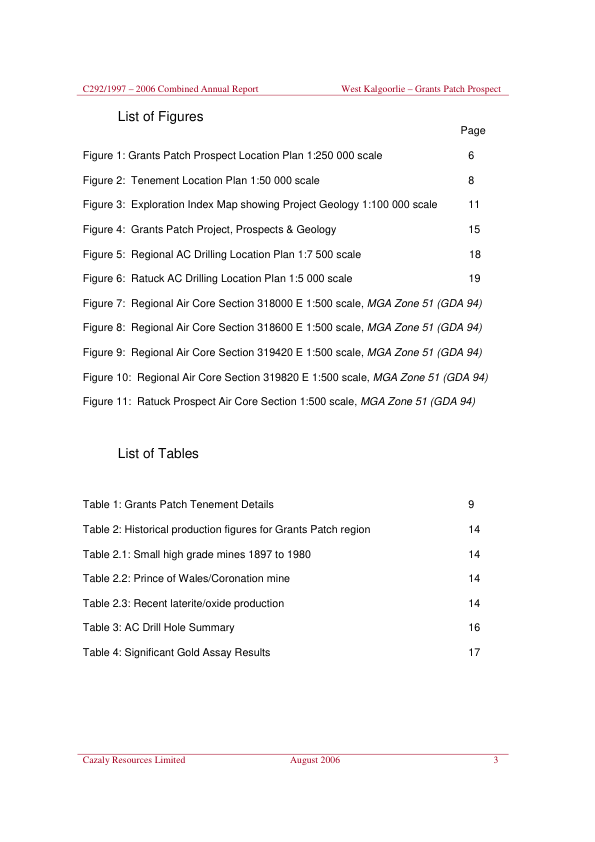 C292/1997 – 2006 Combined Annual Report West Kalgoorlie – Grants Patch Prospect
List of Figures
Page
Figure 1: Grants Patch Prospect Location Plan 1:250 000 scale 6
Figure 2: Tenement Location Plan 1:50 000 scale 8
Figure 3: Exploration Index Map showing Project Geology 1:100 000 scale 11
Figure 4: Grants Patch Project, Prospects & Geology 15
Figure 5: Regional AC Drilling Location Plan 1:7 500 scale 18
Figure 6: Ratuck AC Drilling Location Plan 1:5 000 scale 19
Figure 7: Regional Air Core Section 318000 E 1:500 scale, MGA Zone 51 (GDA 94)
Figure 8: Regional Air Core Section 318600 E 1:500 scale, MGA Zone 51 (GDA 94)
Figure 9: Regional Air Core Section 319420 E 1:500 scale, MGA Zone 51 (GDA 94)
Figure 10: Regional Air Core Section 319820 E 1:500 scale, MGA Zone 51 (GDA 94)
Figure 11: Ratuck Prospect Air Core Section 1:500 scale, MGA Zone 51 (GDA 94)
List of Tables
Table 1: Grants Patch Tenement Details 9
Table 2: Historical production figures for Grants Patch region 14
Table 2.1: Small high grade mines 1897 to 1980 14
Table 2.2: Prince of Wales/Coronation mine 14
Table 2.3: Recent laterite/oxide production 14
Table 3: AC Drill Hole Summary 16
Table 4: Significant Gold Assay Results 17
Cazaly Resources Limited August 2006 3